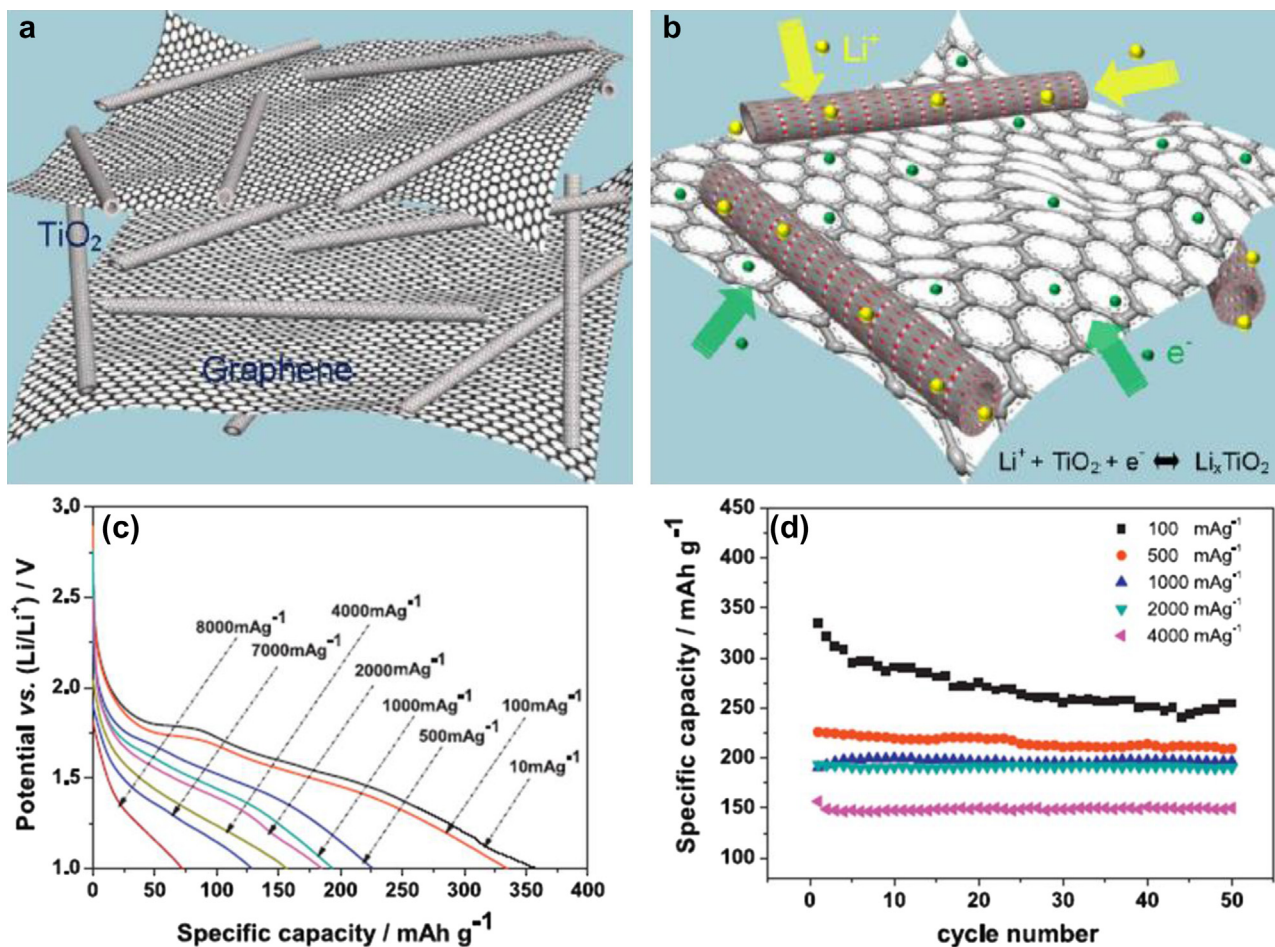 a
TiO₂
Graphene
b
Li⁺
e⁻
Li⁺ + TiO₂ + e⁻ ⬌ LiₓTiO₂
(c)
Potential vs. (Li/Li⁺) / V
3.0
2.5
2.0
1.5
1.0
8000mAg⁻¹
7000mAg⁻¹
4000mAg⁻¹
2000mAg⁻¹
1000mAg⁻¹
500mAg⁻¹
100mAg⁻¹
10mAg⁻¹
0 50 100 150 200 250 300 350 400
Specific capacity / mAh g⁻¹
(d)
Specific capacity / mAh g⁻¹
450
400
350
300
250
200
150
100
100 mAg⁻¹
500 mAg⁻¹
1000 mAg⁻¹
2000 mAg⁻¹
4000 mAg⁻¹
0 10 20 30 40 50
cycle number